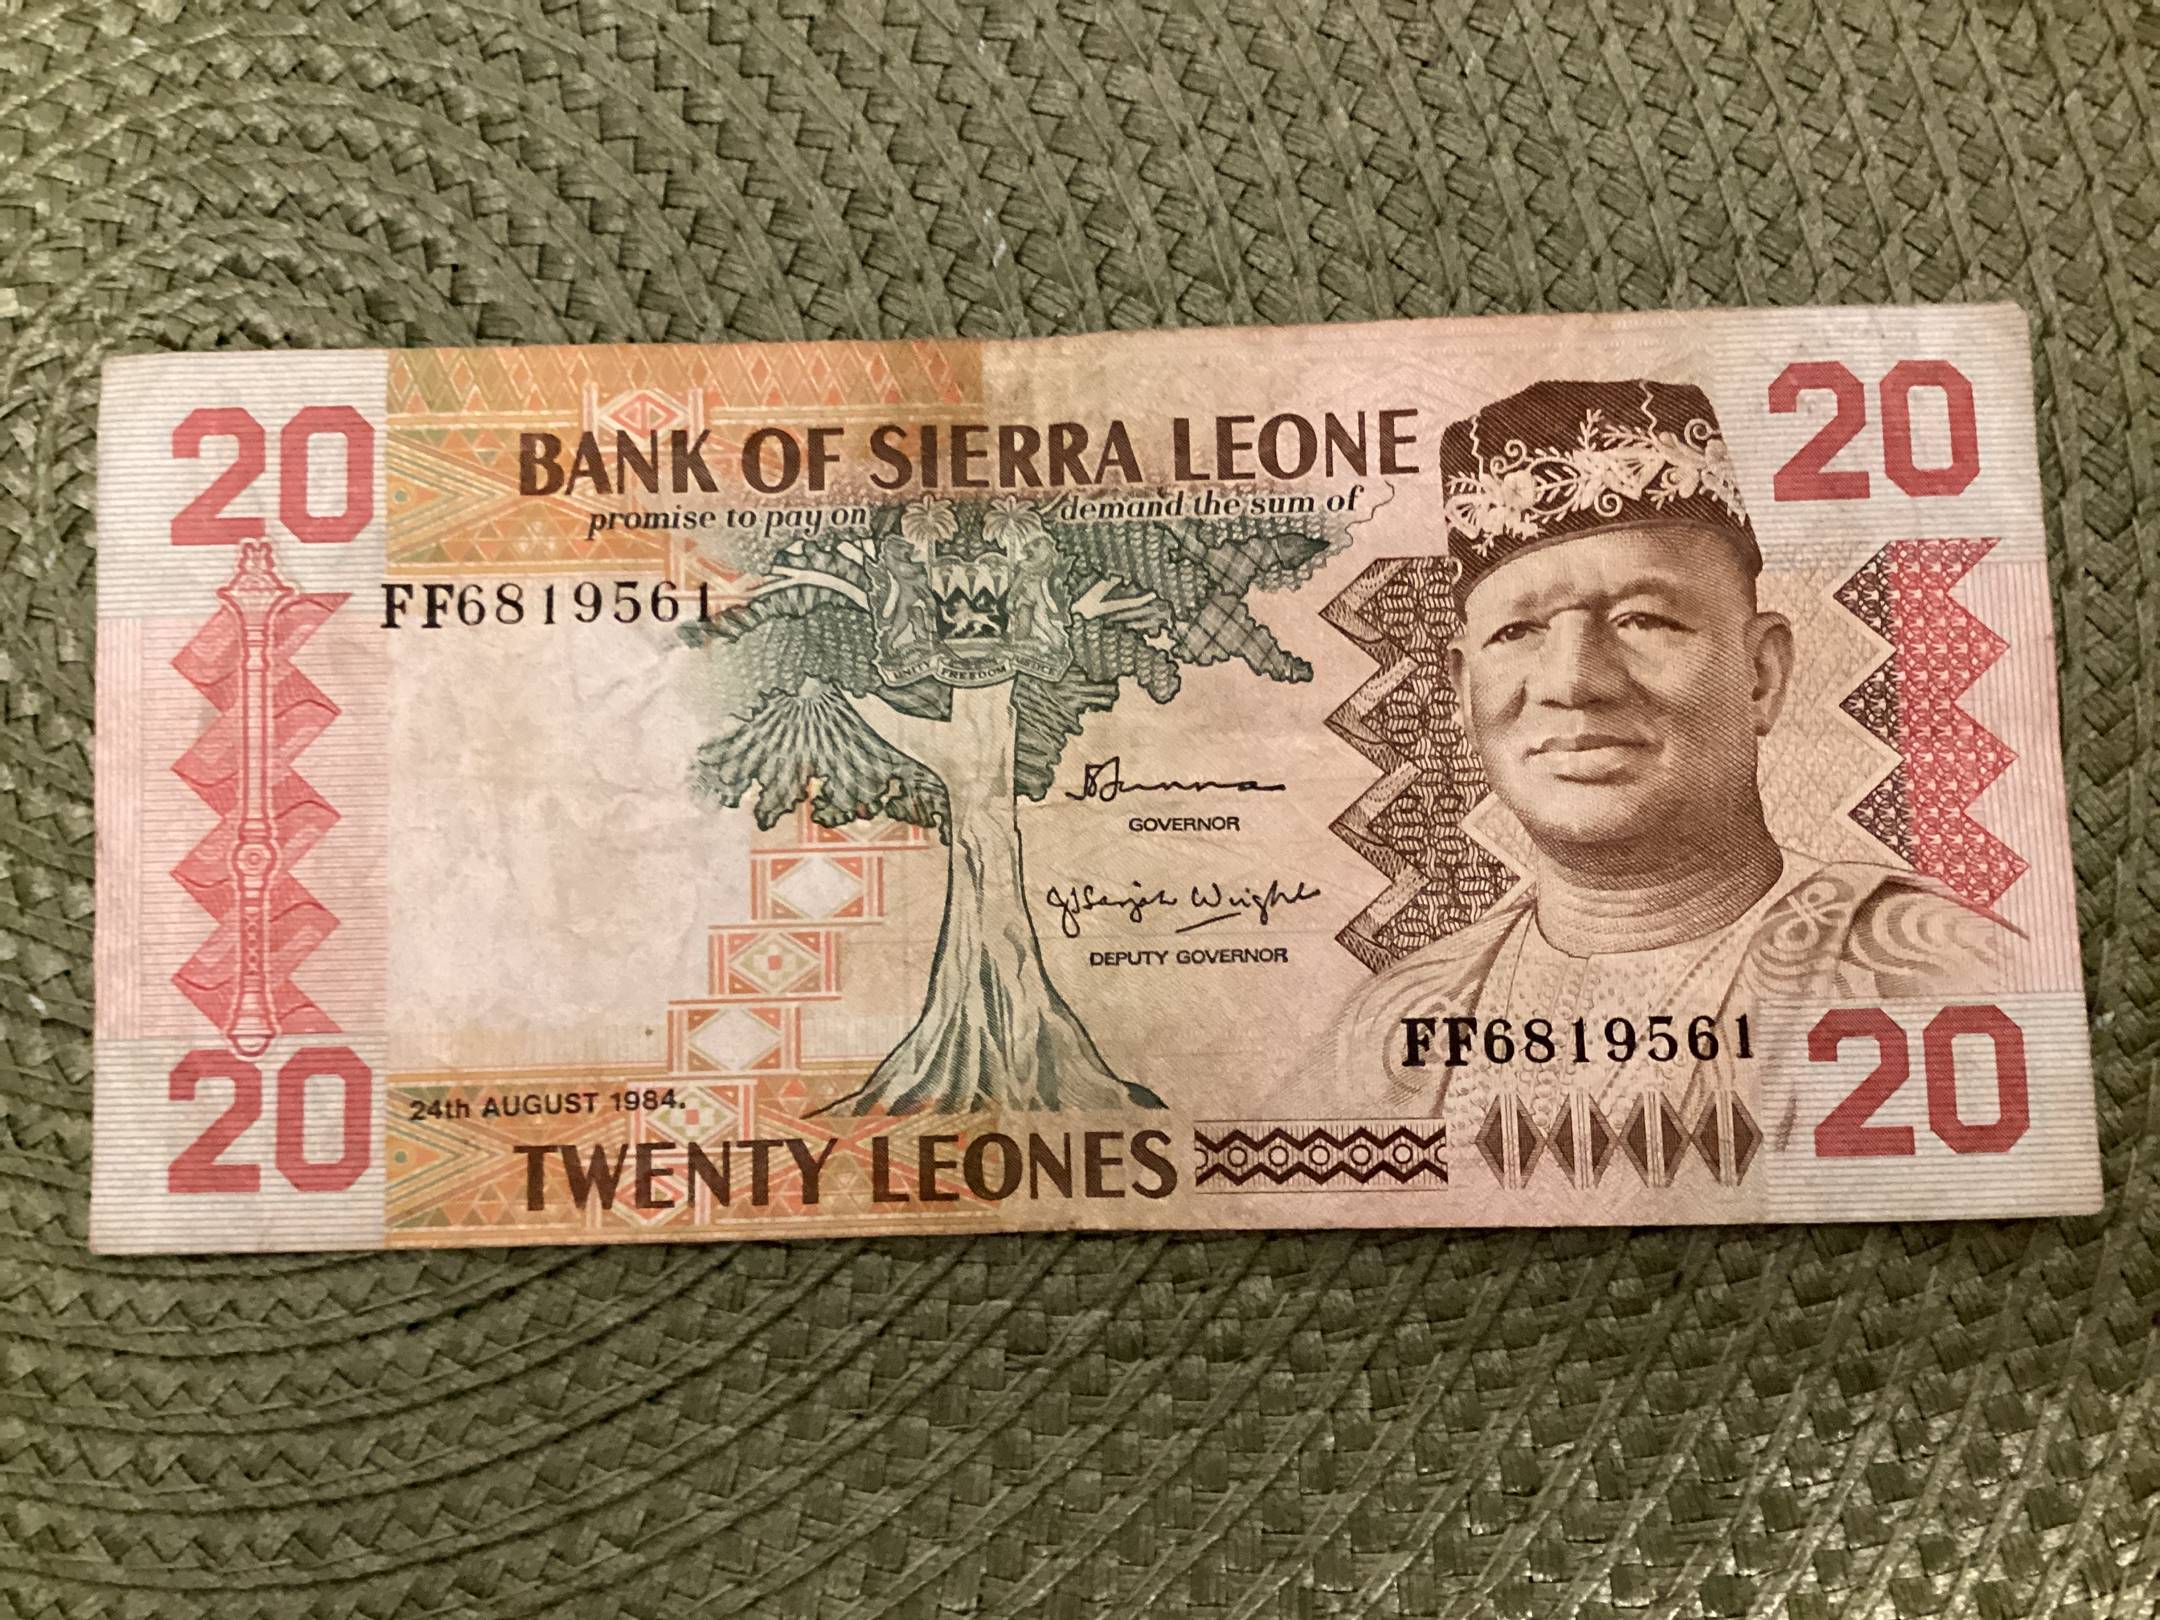 20
20
BANK OF SIERRA LEONE
promise to pay on demand the sum of
FF6819561
UNITY FREEDOM JUSTICE
GOVERNOR
J S Wright
DEPUTY GOVERNOR
FF6819561
24th AUGUST 1984.
20
TWENTY LEONES
20